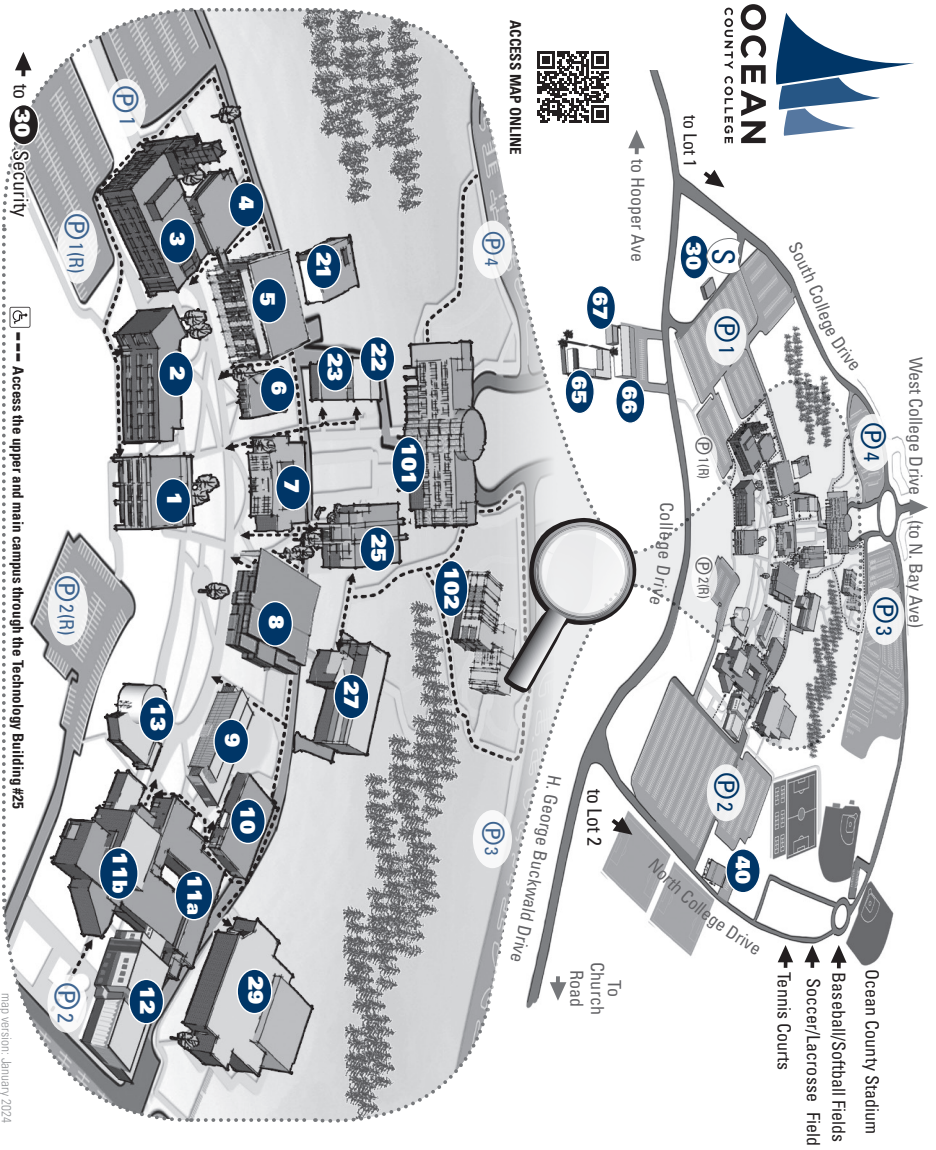 OCEAN
COUNTY COLLEGE
ACCESS MAP ONLINE
to Lot 1
to Hooper Ave
South College Drive
West College Drive
(to N. Bay Ave)
S
30
P1
P4
P3
67
66
65
P1(R)
College Drive
P2(R)
P2
40
to Lot 2
North College Drive
H. George Buckwald Drive
To
Church
Road
Ocean County Stadium
Baseball/Softball Fields
Soccer/Lacrosse Field
Tennis Courts
P4
P3
P1
P1(R)
4
3
21
5
22
23
6
2
101
7
1
25
102
8
27
P2(R)
9
13
10
11a
11b
29
12
P2
to 30 Security
Access the upper and main campus through the Technology Building #25
map version: January 2024